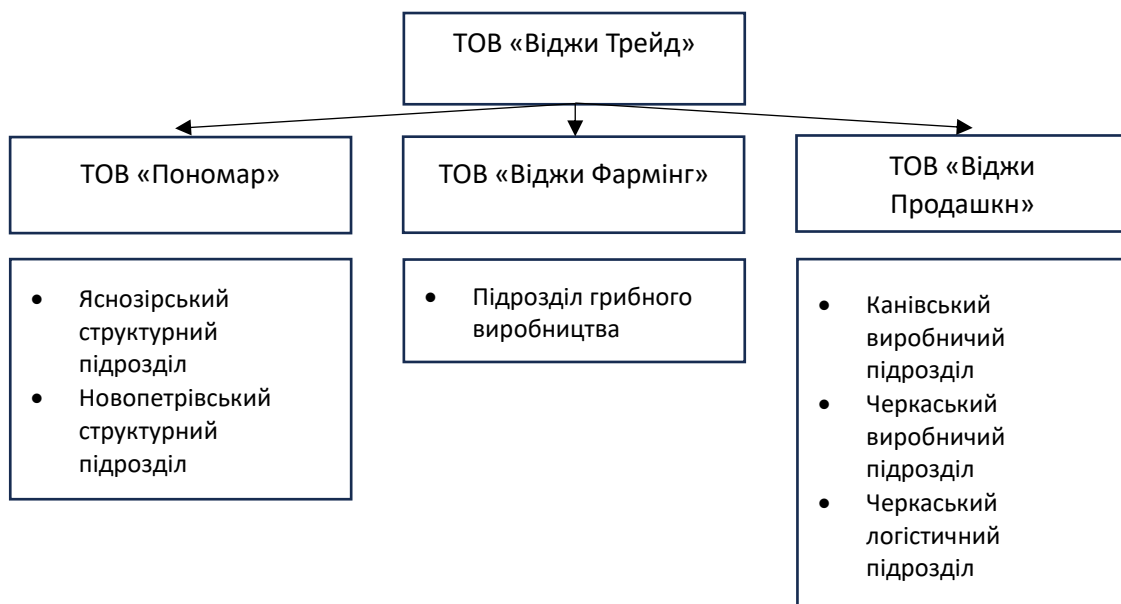 ТОВ «Віджи Трейд»
ТОВ «Пономар»
ТОВ «Віджи Фармінг»
ТОВ «Віджи
Продашкн»
• Яснозірський
структурний
підрозділ
• Новопетрівський
структурний
підрозділ
• Підрозділ грибного
виробництва
• Канівський
виробничий
підрозділ
• Черкаський
виробничий
підрозділ
• Черкаський
логістичний
підрозділ